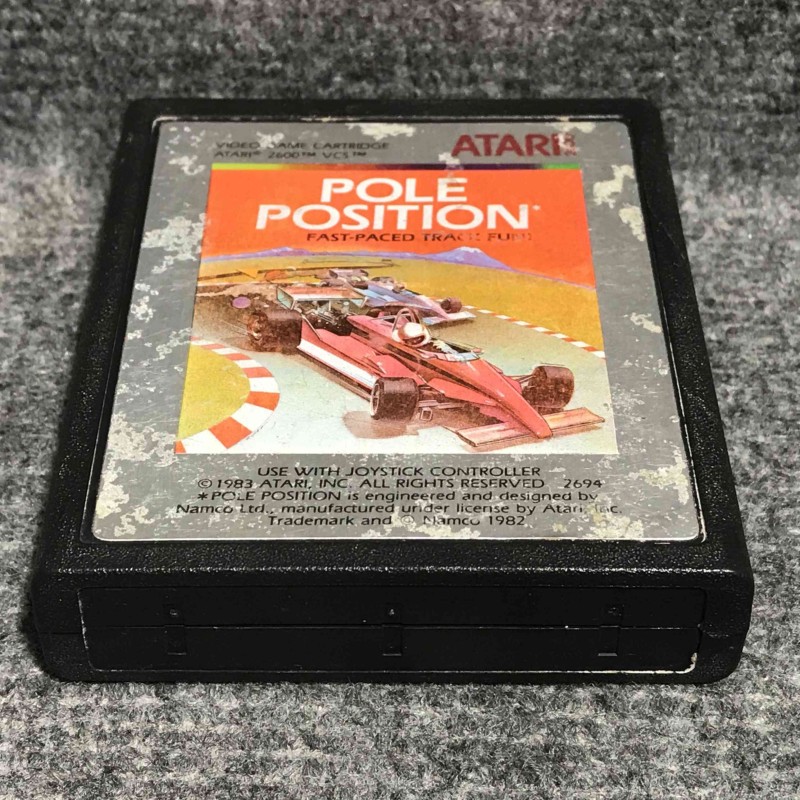 VIDEO GAME CARTRIDGE
ATARI® 2600™ VCS™
ATARI®
POLE
POSITION*
FAST-PACED TRACK FUN!
USE WITH JOYSTICK CONTROLLER
©1983 ATARI, INC. ALL RIGHTS RESERVED 2694
*POLE POSITION is engineered and designed by
Namco Ltd., manufactured under license by Atari, Inc.
Trademark and © Namco 1982